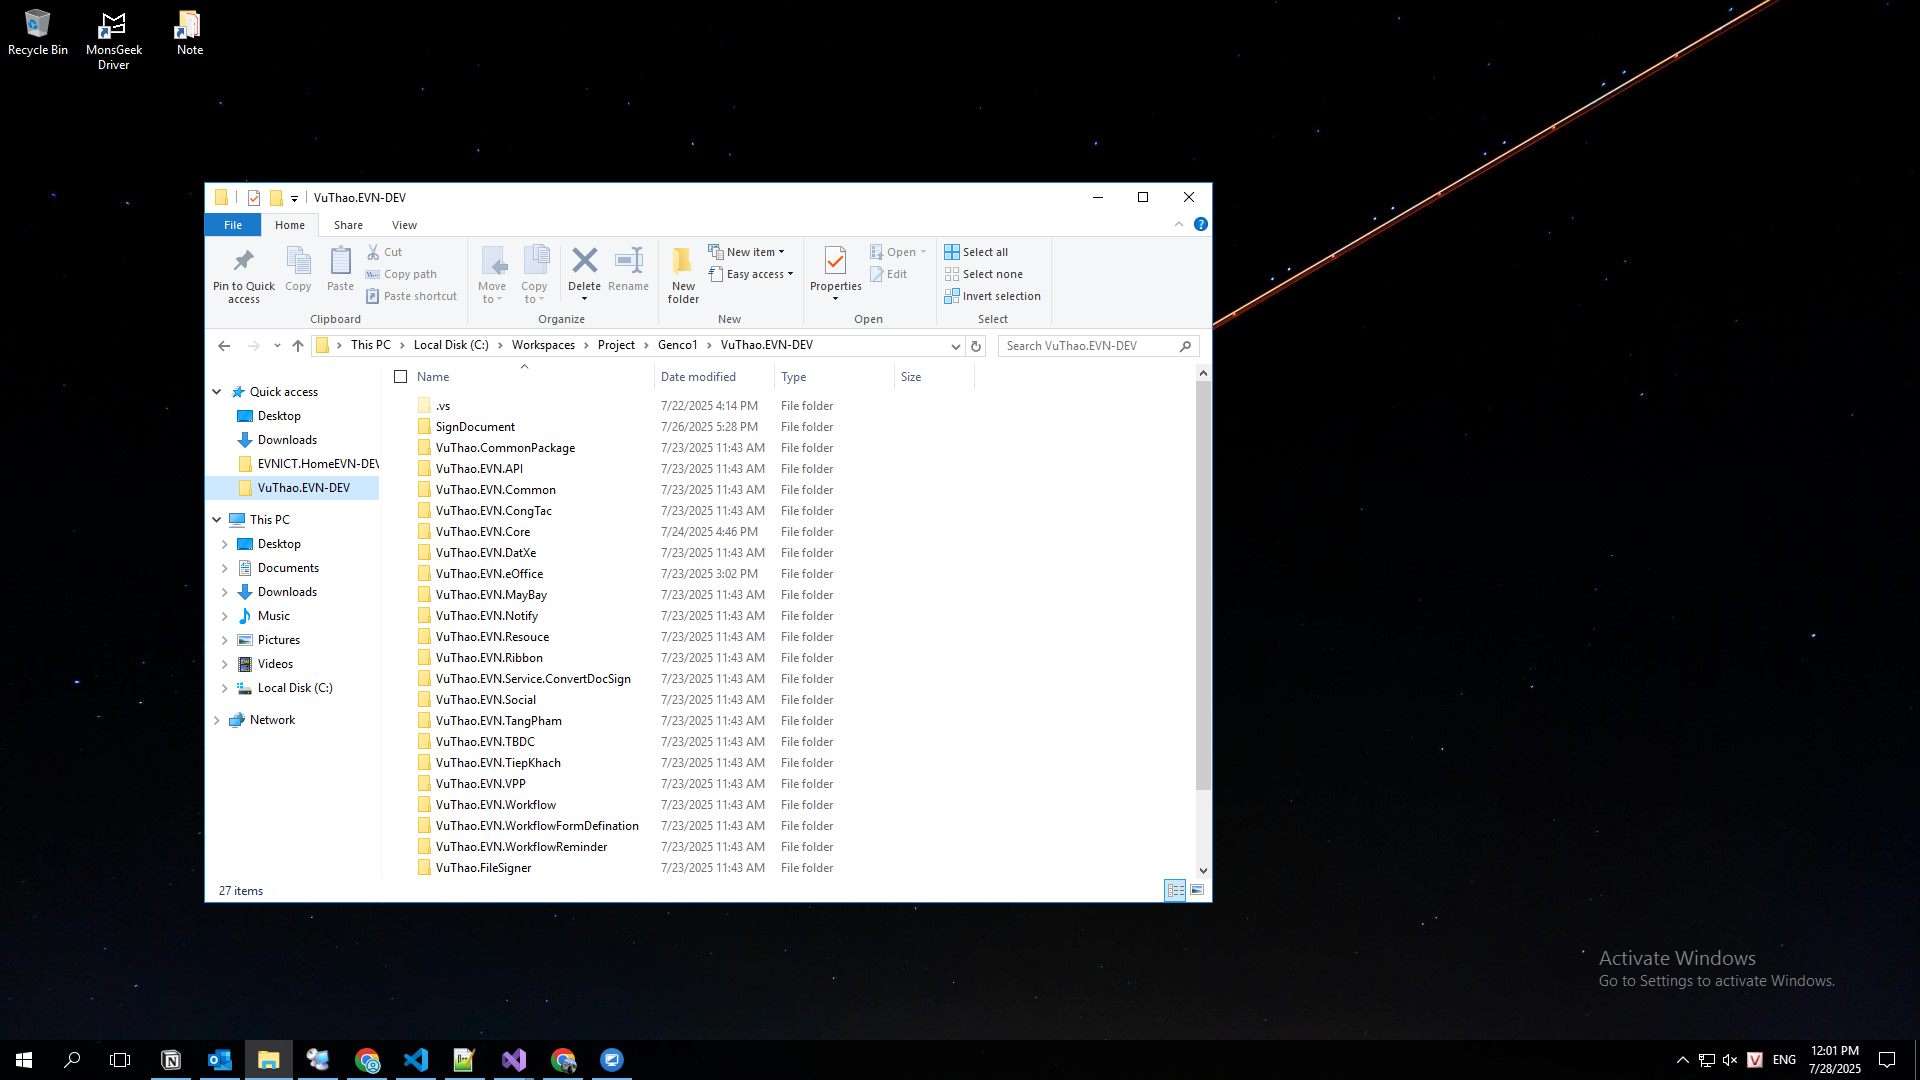 Recycle Bin
MonsGeek Driver
Note
VuThao.EVN-DEV
File Home Share View
Pin to Quick access
Copy
Paste
Cut
Copy path
Paste shortcut
Clipboard
Move to
Copy to
Delete
Rename
Organize
New folder
New item
Easy access
New
Properties
Open
Edit
Open
Select all
Select none
Invert selection
Select
This PC Local Disk (C:) Workspaces Project Genco1 VuThao.EVN-DEV
Search VuThao.EVN-DEV
Quick access
Desktop
Downloads
EVNICT.HomeEVN-DEV
VuThao.EVN-DEV
This PC
Desktop
Documents
Downloads
Music
Pictures
Videos
Local Disk (C:)
Network
Name Date modified Type Size
.vs 7/22/2025 4:14 PM File folder
SignDocument 7/26/2025 5:28 PM File folder
VuThao.CommonPackage 7/23/2025 11:43 AM File folder
VuThao.EVN.API 7/23/2025 11:43 AM File folder
VuThao.EVN.Common 7/23/2025 11:43 AM File folder
VuThao.EVN.CongTac 7/23/2025 11:43 AM File folder
VuThao.EVN.Core 7/24/2025 4:46 PM File folder
VuThao.EVN.DatXe 7/23/2025 11:43 AM File folder
VuThao.EVN.eOffice 7/23/2025 3:02 PM File folder
VuThao.EVN.MayBay 7/23/2025 11:43 AM File folder
VuThao.EVN.Notify 7/23/2025 11:43 AM File folder
VuThao.EVN.Resouce 7/23/2025 11:43 AM File folder
VuThao.EVN.Ribbon 7/23/2025 11:43 AM File folder
VuThao.EVN.Service.ConvertDocSign 7/23/2025 11:43 AM File folder
VuThao.EVN.Social 7/23/2025 11:43 AM File folder
VuThao.EVN.TangPham 7/23/2025 11:43 AM File folder
VuThao.EVN.TBDC 7/23/2025 11:43 AM File folder
VuThao.EVN.TiepKhach 7/23/2025 11:43 AM File folder
VuThao.EVN.VPP 7/23/2025 11:43 AM File folder
VuThao.EVN.Workflow 7/23/2025 11:43 AM File folder
VuThao.EVN.WorkflowFormDefination 7/23/2025 11:43 AM File folder
VuThao.EVN.WorkflowReminder 7/23/2025 11:43 AM File folder
VuThao.FileSigner 7/23/2025 11:43 AM File folder
27 items
Activate Windows
Go to Settings to activate Windows.
ENG
12:01 PM
7/28/2025